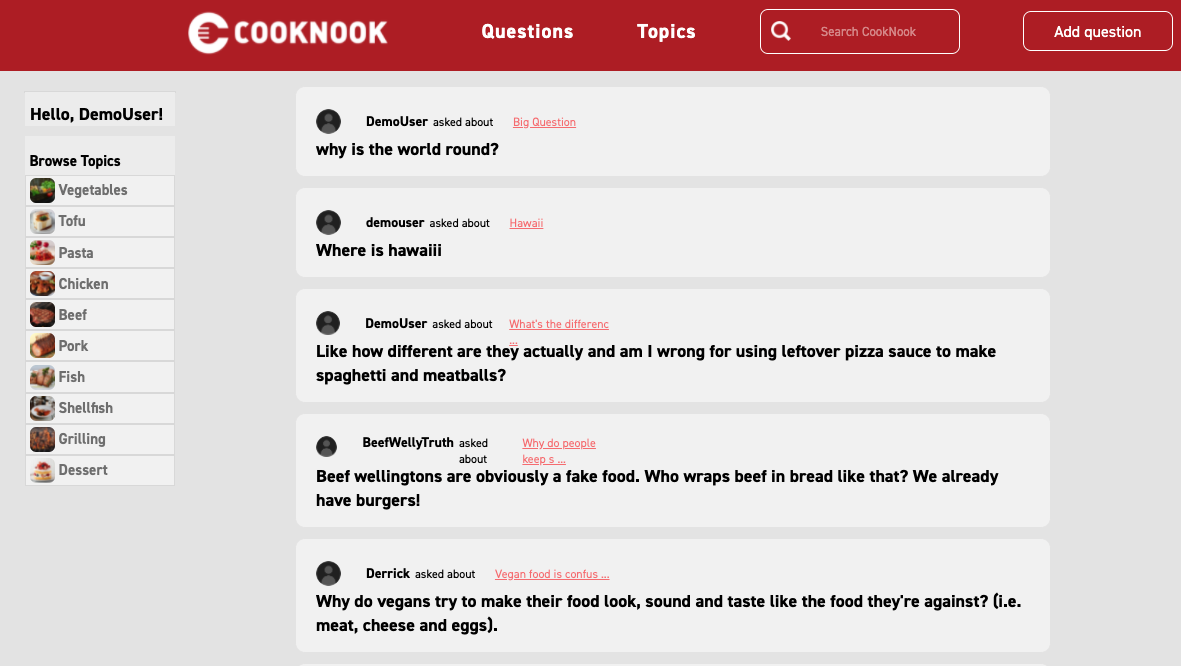 COOKNOOK
Questions
Topics
Search CookNook
Add question
Hello, DemoUser!
Browse Topics
Vegetables
Tofu
Pasta
Chicken
Beef
Pork
Fish
Shellfish
Grilling
Dessert
DemoUser asked about Big Question
why is the world round?
demouser asked about Hawaii
Where is hawaiii
DemoUser asked about What's the differenc
...
Like how different are they actually and am I wrong for using leftover pizza sauce to make
spaghetti and meatballs?
BeefWellyTruth asked Why do people
about keep s ...
Beef wellingtons are obviously a fake food. Who wraps beef in bread like that? We already
have burgers!
Derrick asked about Vegan food is confus ...
Why do vegans try to make their food look, sound and taste like the food they're against? (i.e.
meat, cheese and eggs).